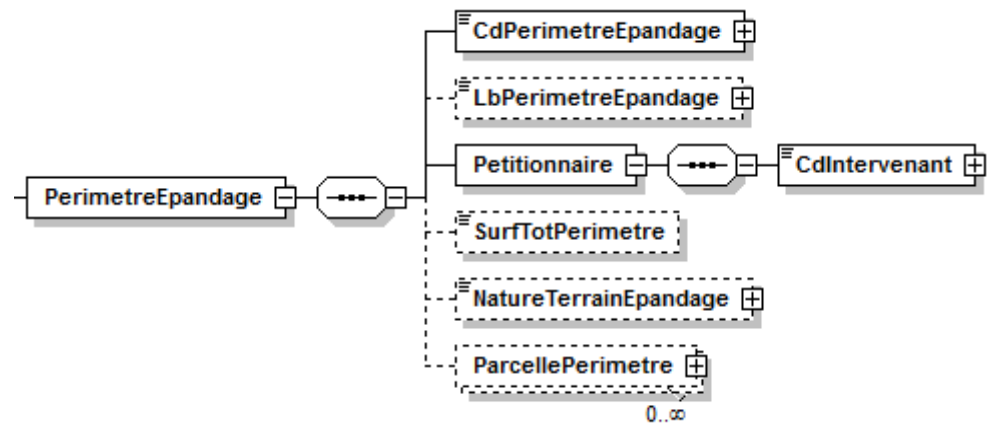 CdPerimetreEpandage
LbPerimetreEpandage
Petitionnaire
CdIntervenant
PerimetreEpandage
SurfTotPerimetre
NatureTerrainEpandage
ParcellePerimetre
0..∞